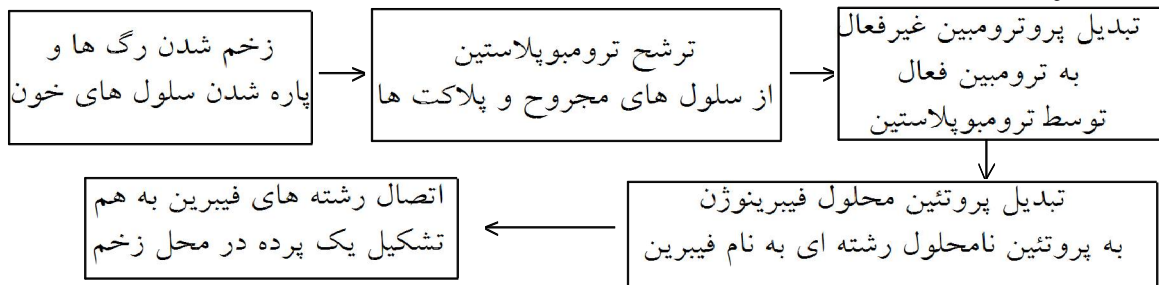 زخم شدن رگ ها و
پاره شدن سلول های خون
ترشح ترومبوپلاستین
از سلول های مجروح و پلاکت ها
تبدیل پروترومبین غیرفعال
به ترومبین فعال
توسط ترومبوپلاستین
تبدیل پروتئین محلول فیبرینوژن
به پروتئین نامحلول رشته ای به نام فیبرین
اتصال رشته های فیبرین به هم
تشکیل یک پرده در محل زخم